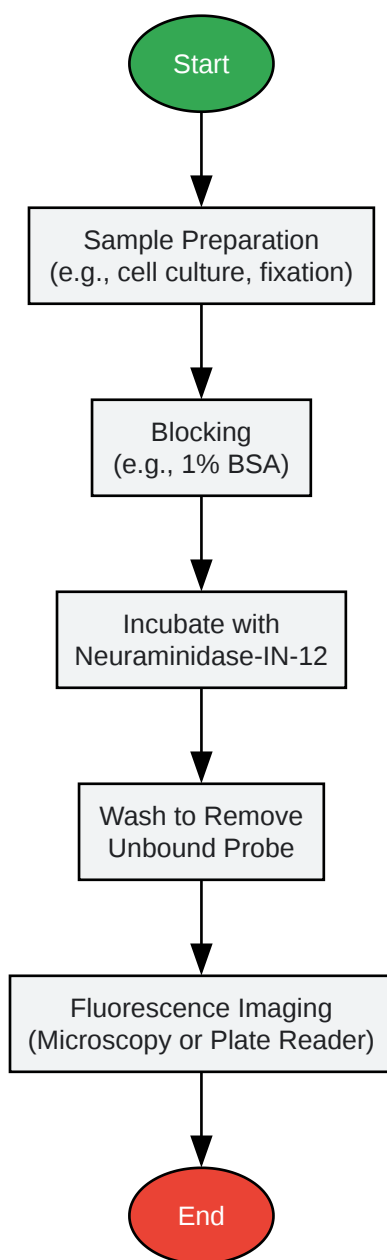 Start
Sample Preparation
(e.g., cell culture, fixation)
Blocking
(e.g., 1% BSA)
Incubate with
Neuraminidase-IN-12
Wash to Remove
Unbound Probe
Fluorescence Imaging
(Microscopy or Plate Reader)
End